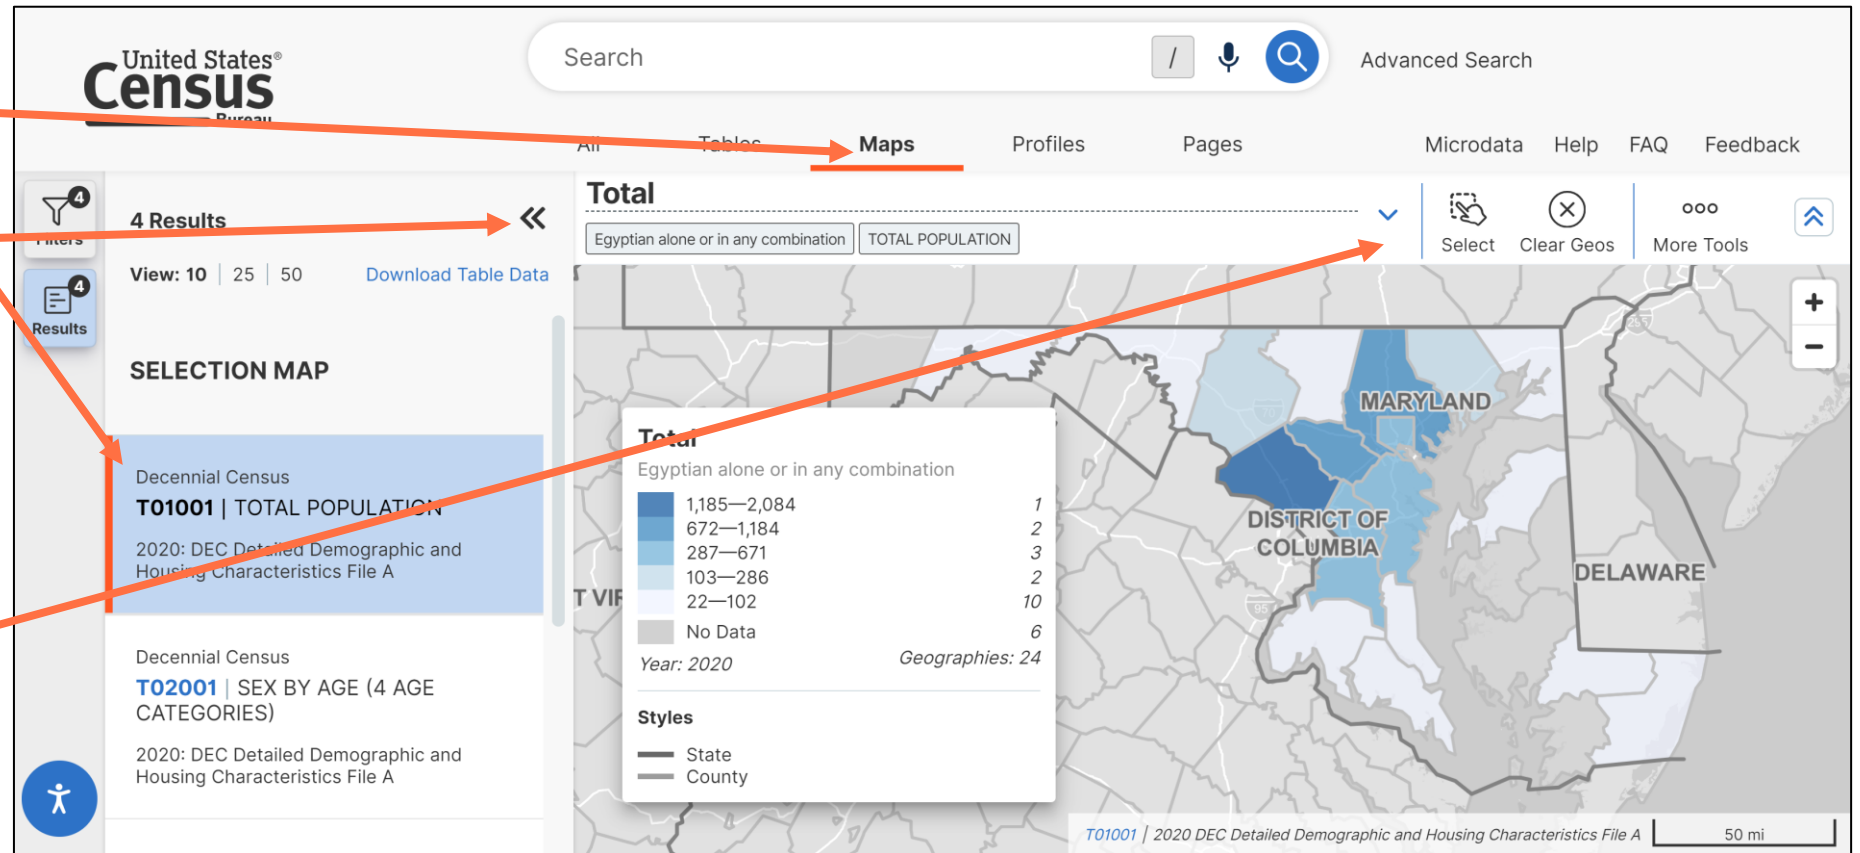 United States®
Census
Bureau
Search
/
Advanced Search
All
Tables
Maps
Profiles
Pages
Microdata
Help
FAQ
Feedback
4
Filters
4
Results
4 Results
View: 10 | 25 | 50
Download Table Data
SELECTION MAP
Decennial Census
T01001 | TOTAL POPULATION
2020: DEC Detailed Demographic and
Housing Characteristics File A
Decennial Census
T02001 | SEX BY AGE (4 AGE
CATEGORIES)
2020: DEC Detailed Demographic and
Housing Characteristics File A
Total
Egyptian alone or in any combination
TOTAL POPULATION
Select
Clear Geos
More Tools
+
−
MARYLAND
70
DISTRICT OF
COLUMBIA
DELAWARE
95
T VIR
Total
Egyptian alone or in any combination
1,185—2,084 1
672—1,184 2
287—671 3
103—286 2
22—102 10
No Data 6
Year: 2020 Geographies: 24
Styles
State
County
T01001 | 2020 DEC Detailed Demographic and Housing Characteristics File A
50 mi